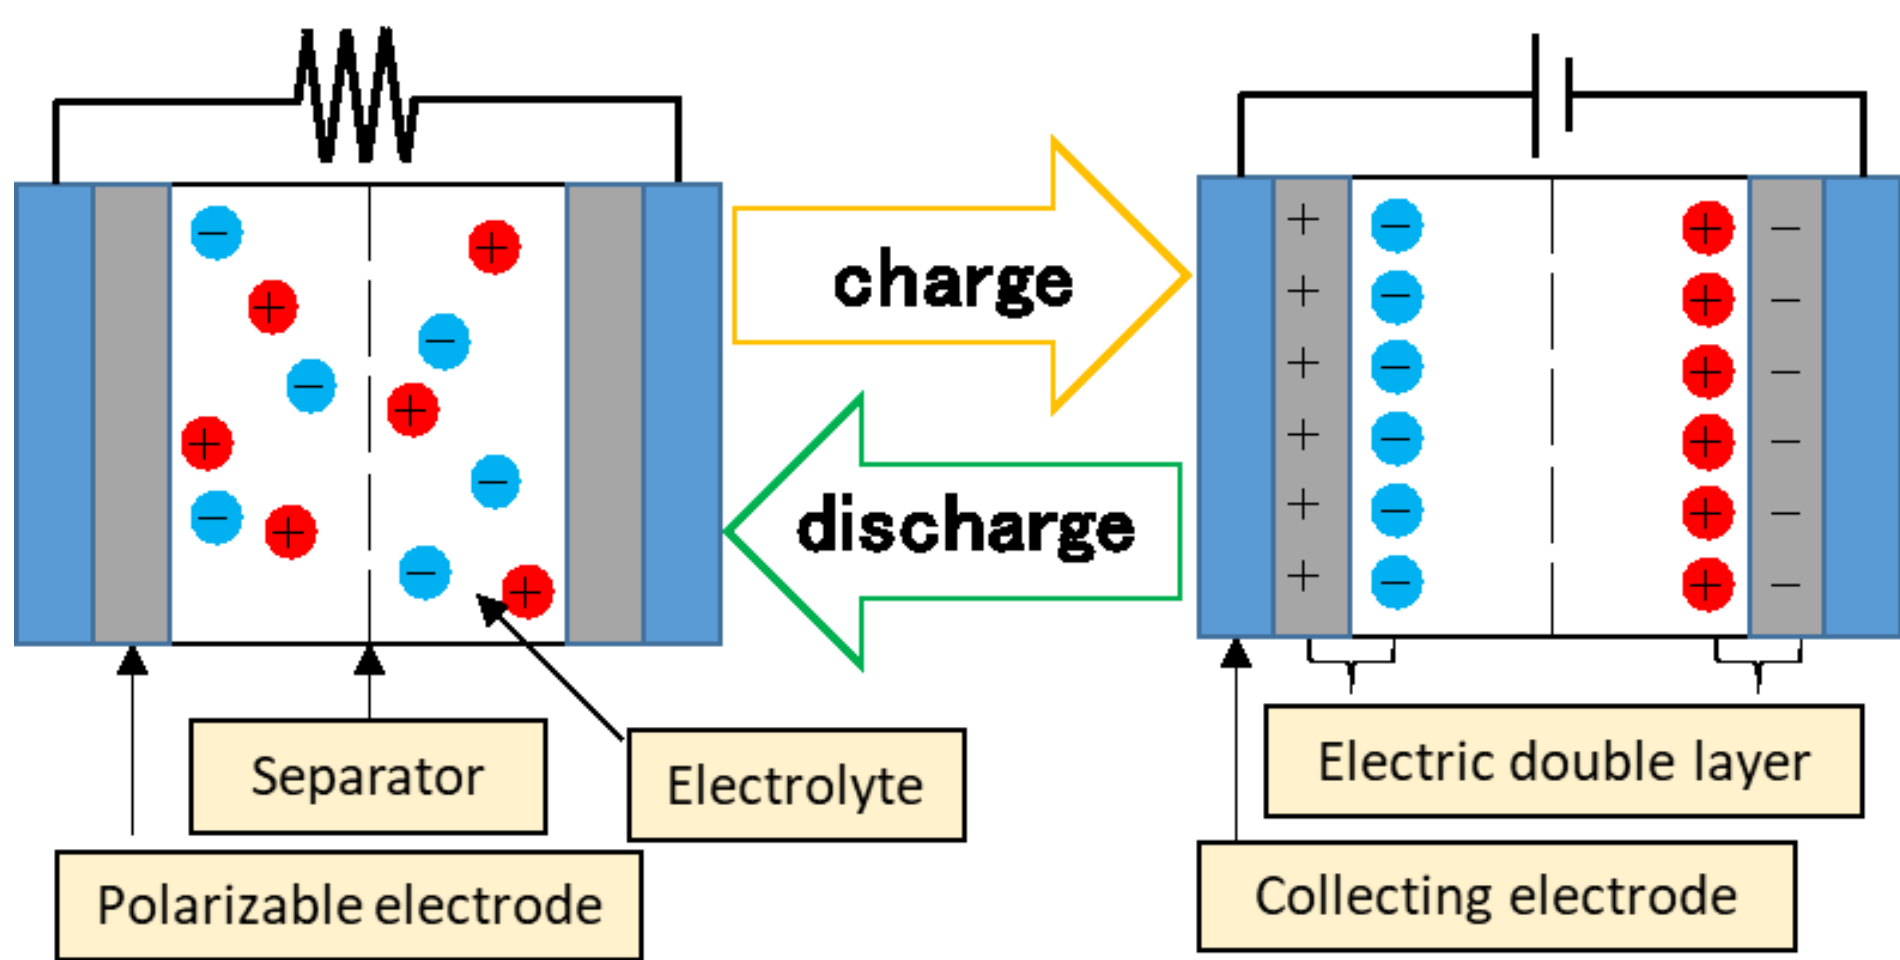 charge
discharge
Separator
Electrolyte
Polarizable electrode
Electric double layer
Collecting electrode